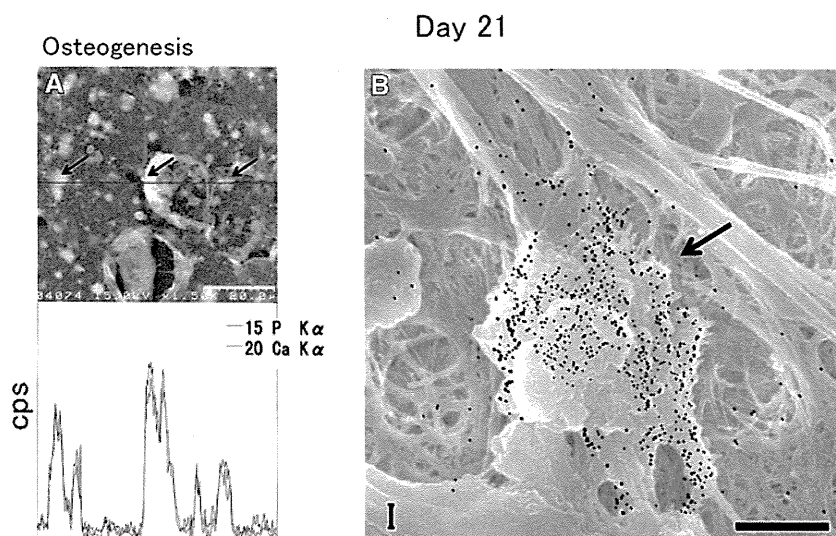 Day 21
Osteogenesis
A
B
15 P Kα
20 Ca Kα
cps
I